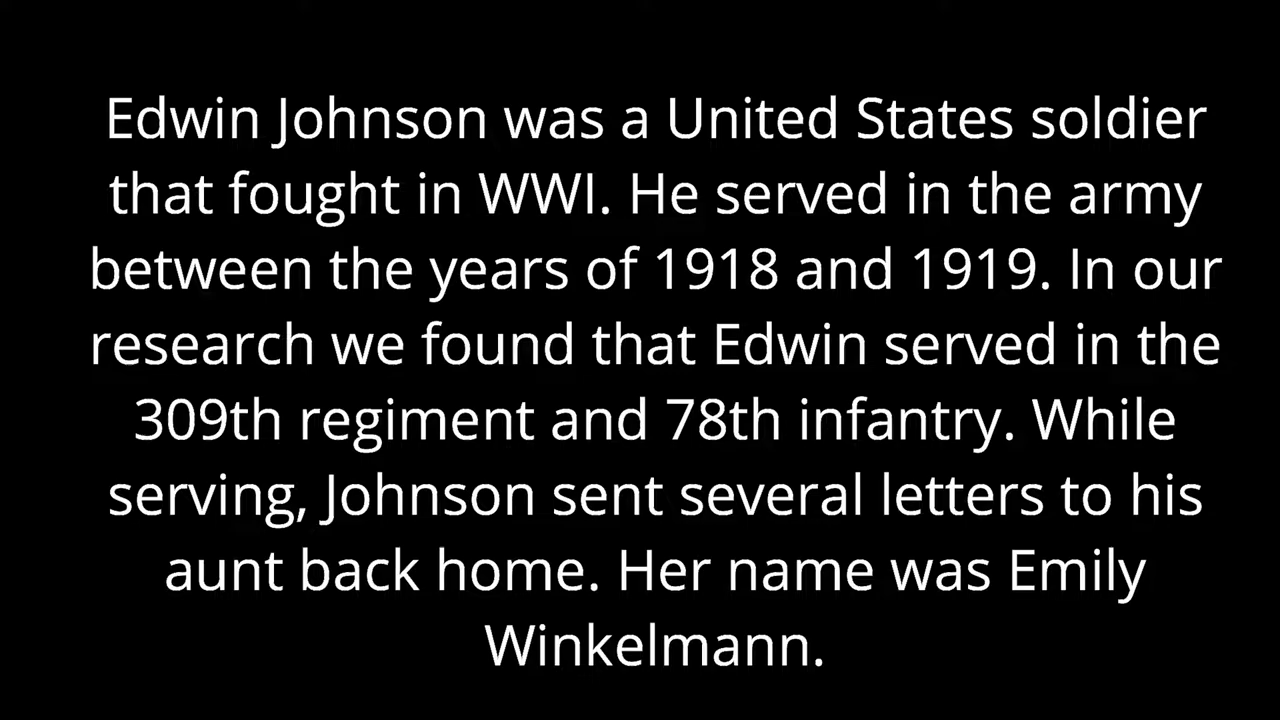 Edwin Johnson was a United States soldier
that fought in WWI. He served in the army
between the years of 1918 and 1919. In our
research we found that Edwin served in the
309th regiment and 78th infantry. While
serving, Johnson sent several letters to his
aunt back home. Her name was Emily
Winkelmann.